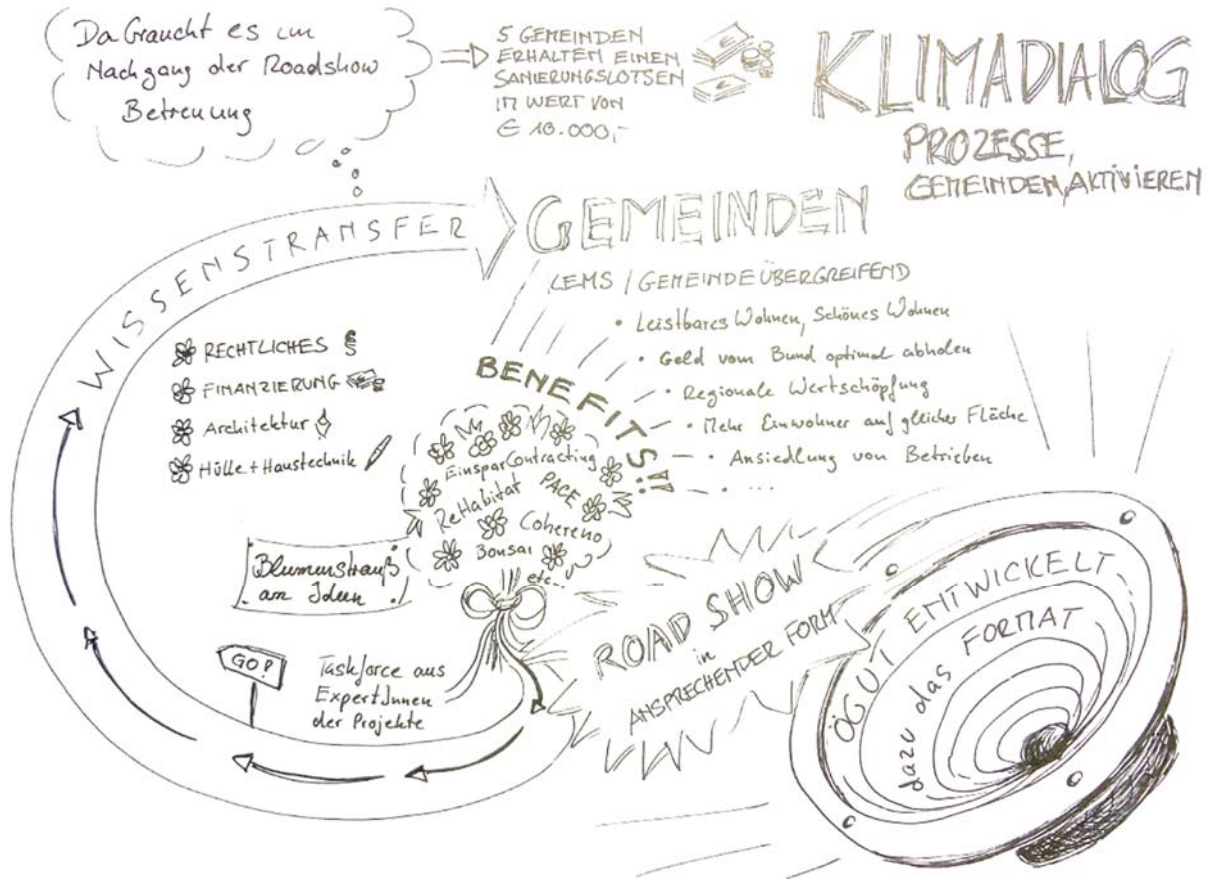 Da braucht es im
Nachgang der Roadshow
Betreuung
5 GEMEINDEN
ERHALTEN EINEN
SANIERUNGSLOTSEN
IM WERT VON
€ 10.000,-
KLIMADIALOG
PROZESSE,
GEMEINDEN, AKTIVIEREN
WISSENSTRANSFER
GEMEINDEN
LEMS / GEMEINDEÜBERGREIFEND
• Leistbares Wohnen, Schönes Wohnen
• Geld vom Bund optimal abholen
• Regionale Wertschöpfung
• Mehr Einwohner auf gleicher Fläche
• Ansiedlung von Betrieben
• ...
RECHTLICHES §
FINANZIERUNG
Architektur
Hülle + Haustechnik
BENEFITS!!
EinsparContracting
ReHabitat PACE
Cohereno
Bonsai
etc...
Blumenstrauß
an Ideen
GO!
Taskforce aus
ExpertInnen
der Projekte
ROAD SHOW
in
ANSPRECHENDER FORM
ÖGUT ENTWICKELT
dazu das FORMAT